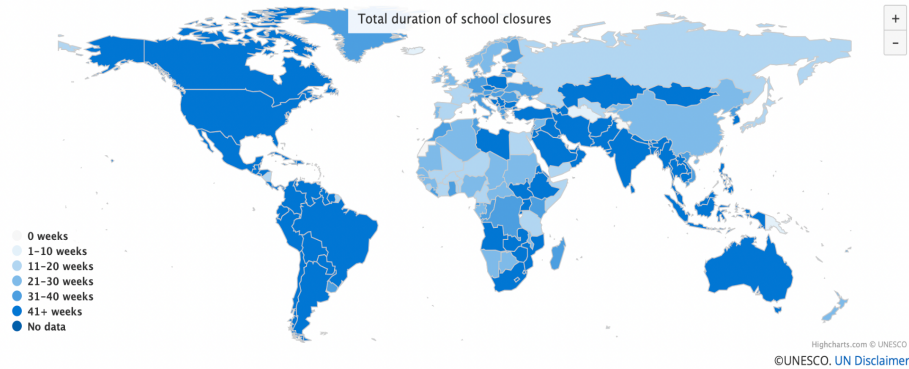 Total duration of school closures
+
−
0 weeks
1–10 weeks
11–20 weeks
21–30 weeks
31–40 weeks
41+ weeks
No data
Highcharts.com © UNESCO
©UNESCO. UN Disclaimer